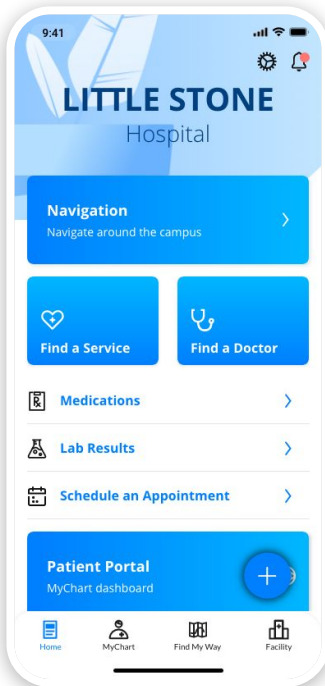 9:41
LITTLE STONE
Hospital
Navigation
Navigate around the campus
Find a Service
Find a Doctor
Medications
Lab Results
Schedule an Appointment
Patient Portal
MyChart dashboard
Home
MyChart
Find My Way
Facility